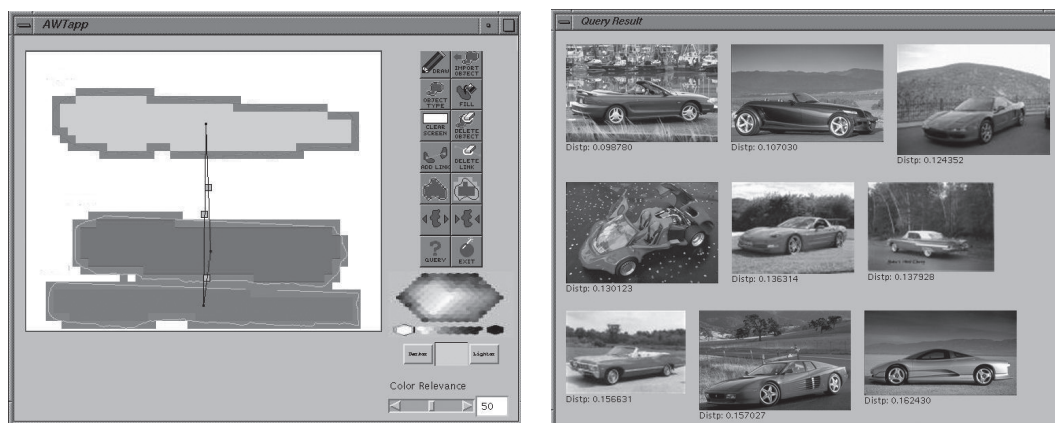 AWTapp
DRAW
IMPORT OBJECT
OBJECT TYPE
FILL
CLEAR SCREEN
DELETE OBJECT
ADD LINK
DELETE LINK
QUERY
EXIT
Darker
Lighter
Color Relevance
50
Query Result
Distp: 0.098780
Distp: 0.107030
Distp: 0.124352
Distp: 0.130123
Distp: 0.136314
Distp: 0.137928
Distp: 0.156631
Distp: 0.157027
Distp: 0.162430